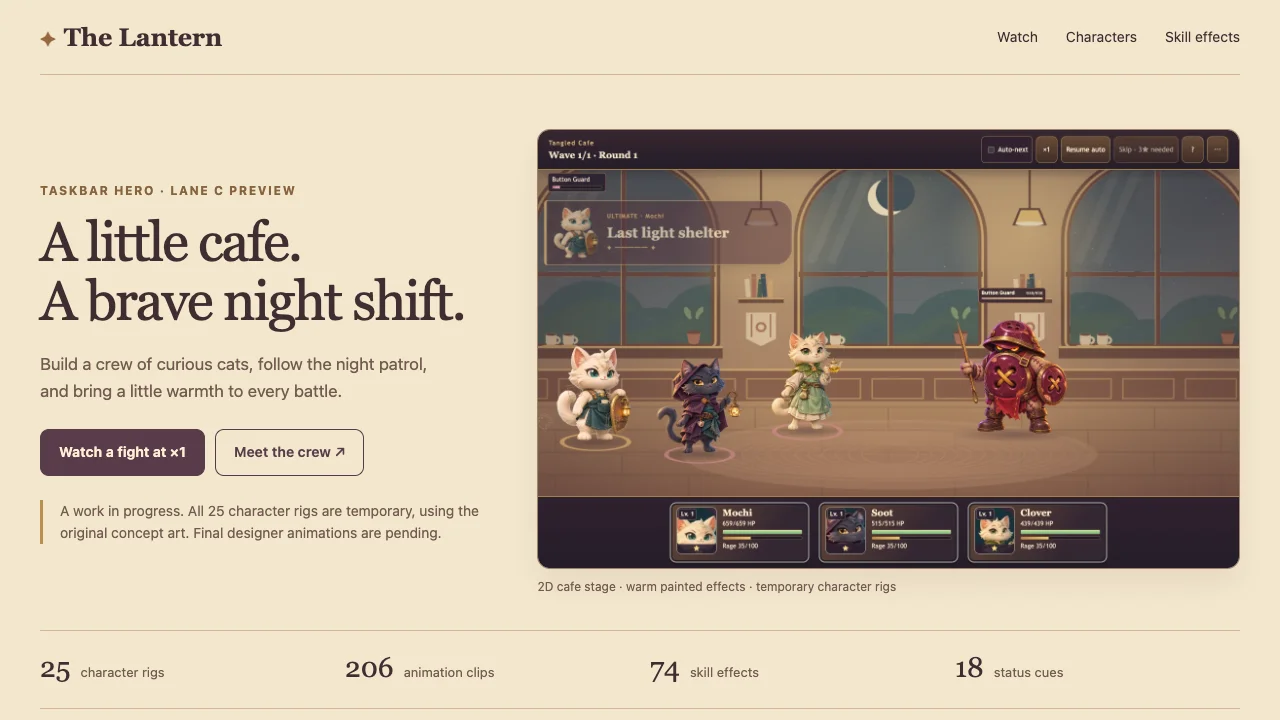 The Lantern
Watch
Characters
Skill effects
TASKBAR HERO · LANE C PREVIEW
A little cafe.
A brave night shift.
Build a crew of curious cats, follow the night patrol,
and bring a little warmth to every battle.
Watch a fight at ×1
Meet the crew ↗
A work in progress. All 25 character rigs are temporary, using the
original concept art. Final designer animations are pending.
Tangled Cafe
Wave 1/1 · Round 1
Auto-next
×1
Resume auto
Skip · 3★ needed
?
Button Guard
ULTIMATE · Mochi
Last light shelter
Button Guard
Lv. 1
Mochi
659/659 HP
Rage 35/100
Lv. 1
Soot
515/515 HP
Rage 35/100
Lv. 1
Clover
439/439 HP
Rage 35/100
2D cafe stage · warm painted effects · temporary character rigs
25 character rigs
206 animation clips
74 skill effects
18 status cues